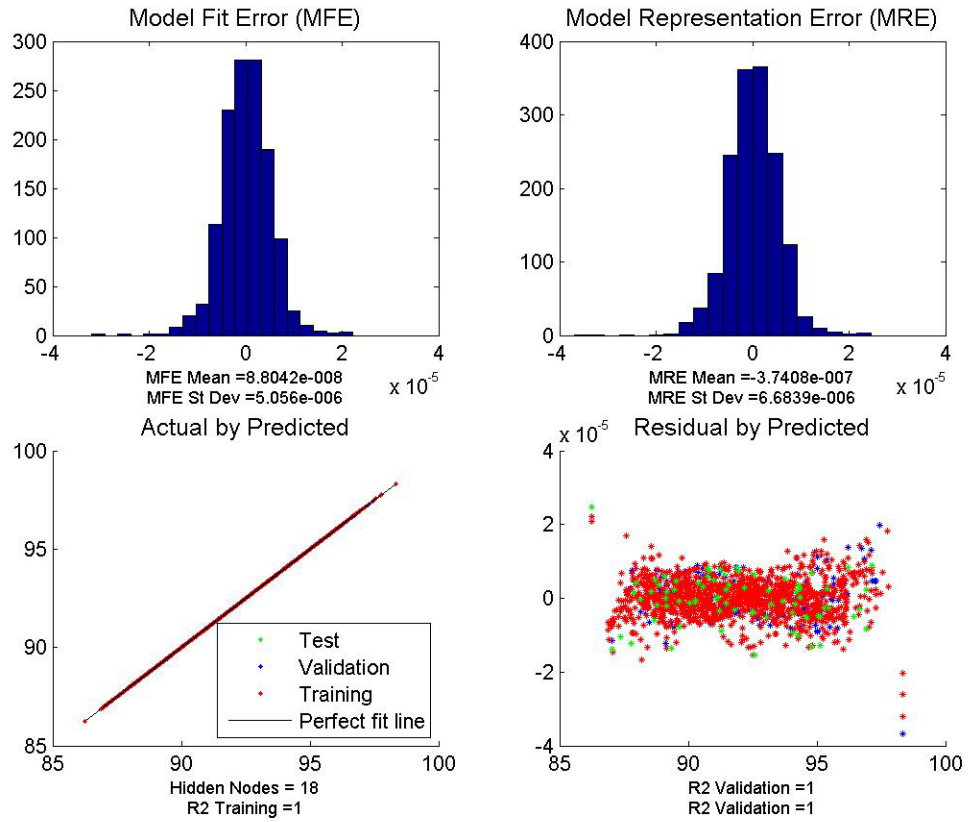 Model Fit Error (MFE)
300
250
200
150
100
50
0
-4
-2
0
2
4
x 10^-5
MFE Mean =8.8042e-008
MFE St Dev =5.056e-006
Model Representation Error (MRE)
400
300
200
100
0
-4
-2
0
2
4
x 10^-5
MRE Mean =-3.7408e-007
MRE St Dev =6.6839e-006
Actual by Predicted
100
95
90
85
Test
Validation
Training
Perfect fit line
85
90
95
100
Hidden Nodes = 18
R2 Training =1
x 10^-5
Residual by Predicted
4
2
0
-2
-4
85
90
95
100
R2 Validation =1
R2 Validation =1